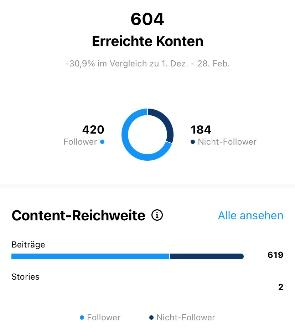 604
Erreichte Konten
-30,9% im Vergleich zu 1. Dez. - 28. Feb.
420
Follower
184
Nicht-Follower
Content-Reichweite
Alle ansehen
Beiträge
619
Stories
2
Follower
Nicht-Follower